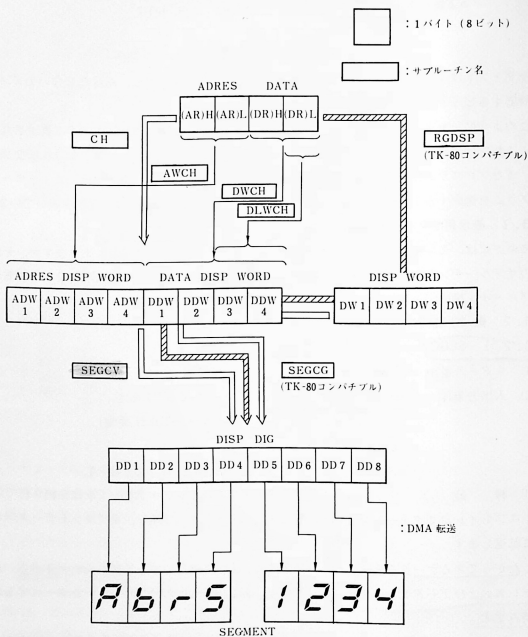 :1バイト (8ビット)
:サブルーチン名
ADRES DATA
(AR)H (AR)L (DR)H (DR)L
CH
RGDSP
(TK-80コンパチブル)
AWCH
DWCH
DLWCH
ADRES DISP WORD DATA DISP WORD
DISP WORD
ADW 1 ADW 2 ADW 3 ADW 4 DDW 1 DDW 2 DDW 3 DDW 4
DW 1 DW 2 DW 3 DW 4
SEGCV
SEGCG
(TK-80コンパチブル)
DISP DIG
DD 1 DD 2 DD 3 DD 4 DD 5 DD 6 DD 7 DD 8
:DMA 転送
A b r S 1 2 3 4
SEGMENT